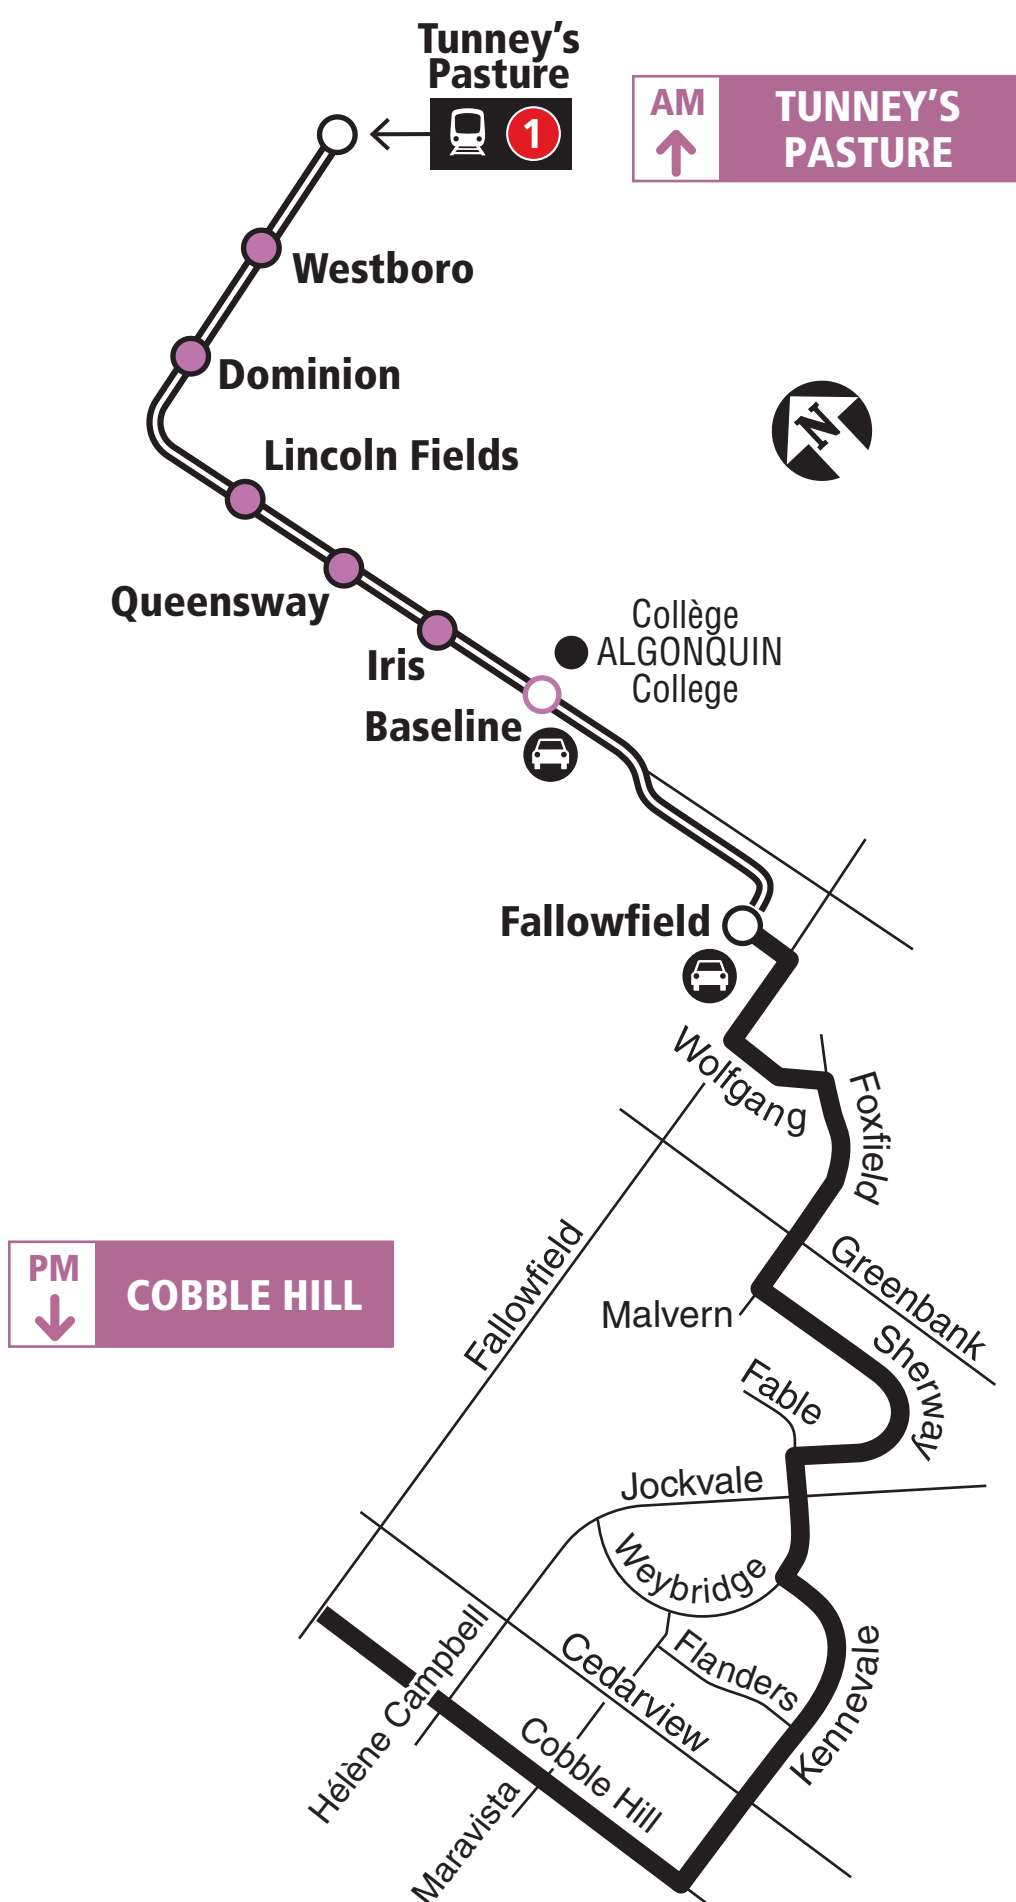 Tunney's
Pasture
1
AM
TUNNEY'S
PASTURE
Westboro
Dominion
N
Lincoln Fields
Queensway
Collège
ALGONQUIN
College
Iris
Baseline
Fallowfield
Wolfgang
Foxfield
Fallowfield
Greenbank
PM
COBBLE HILL
Malvern
Sherway
Fable
Jockvale
Weybridge
Hélène Campbell
Cedarview
Flanders
Kennevale
Cobble Hill
Maravista